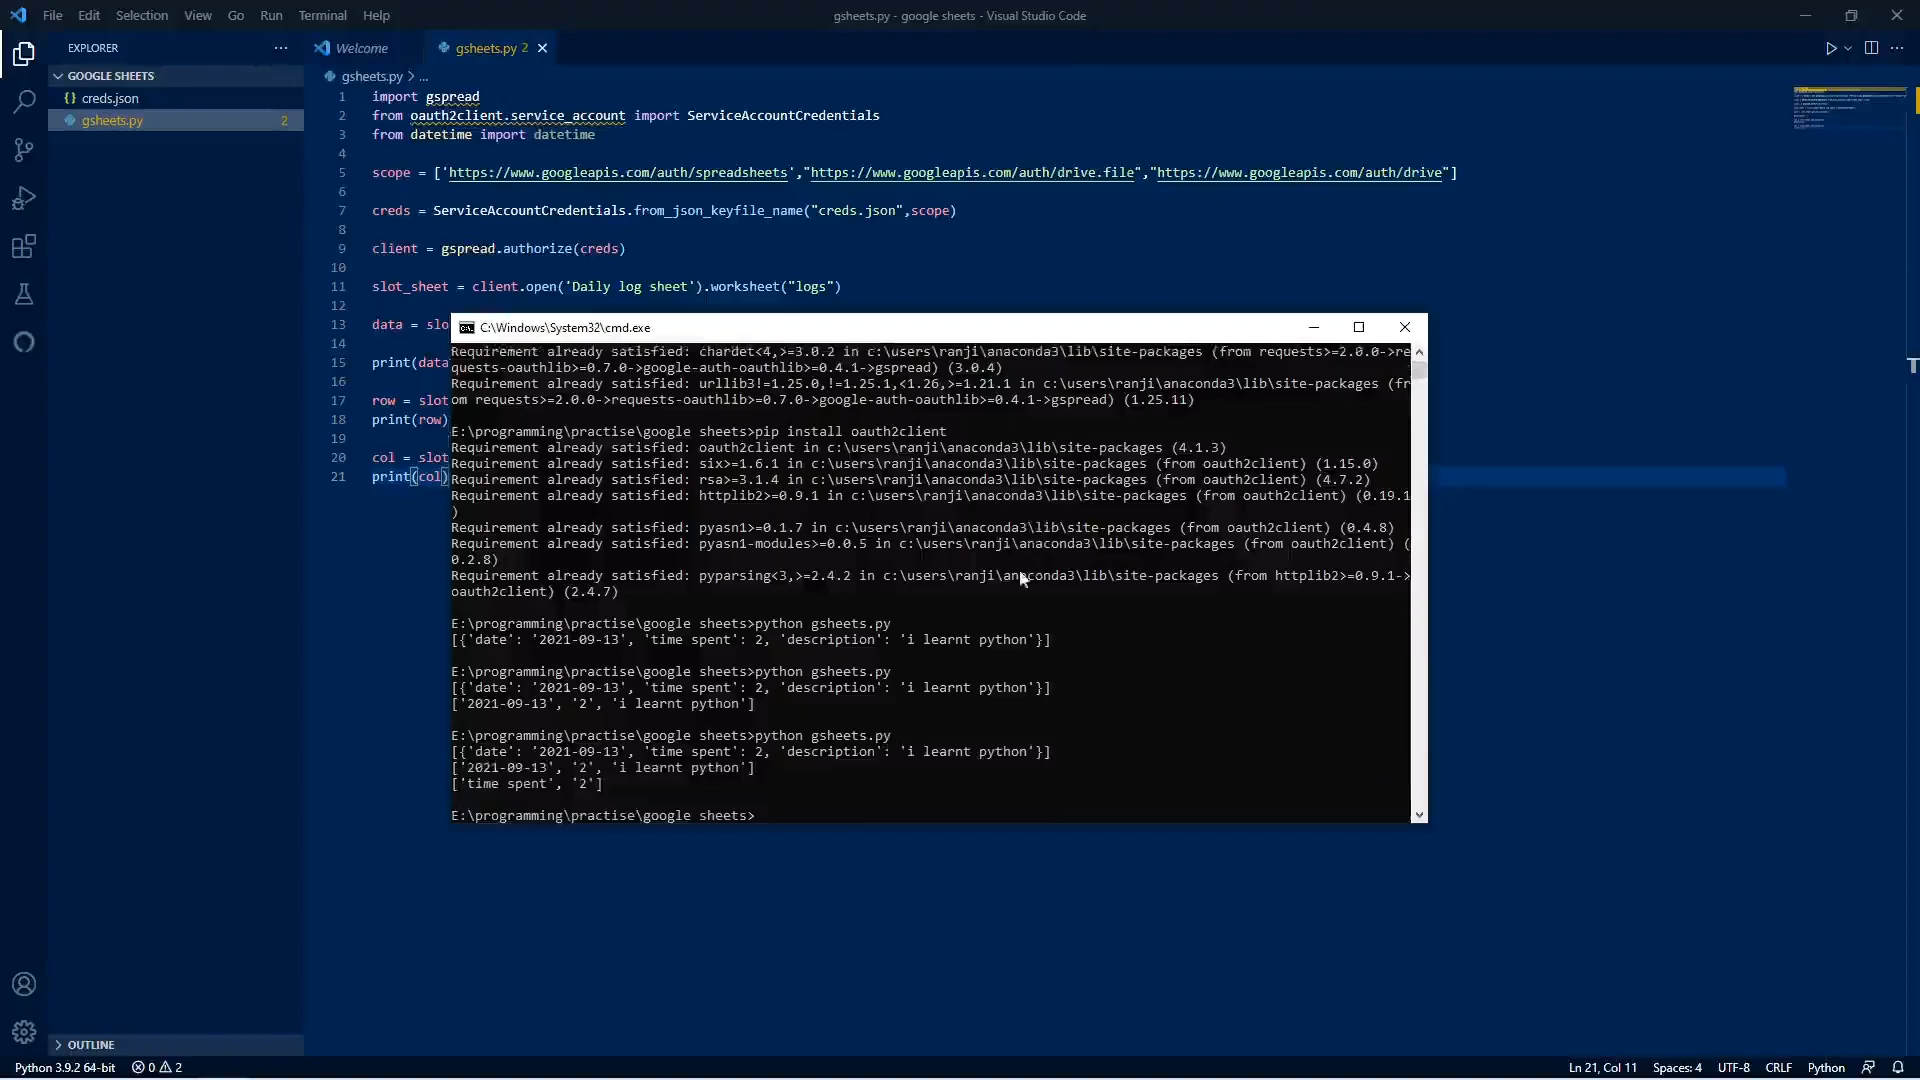 File Edit Selection View Go Run Terminal Help
gsheets.py - google sheets - Visual Studio Code
EXPLORER
GOOGLE SHEETS
{} creds.json
gsheets.py 2
Welcome
gsheets.py 2
gsheets.py > ...
1 import gspread
2 from oauth2client.service_account import ServiceAccountCredentials
3 from datetime import datetime
4
5 scope = ['https://www.googleapis.com/auth/spreadsheets',"https://www.googleapis.com/auth/drive.file","https://www.googleapis.com/auth/drive"]
6
7 creds = ServiceAccountCredentials.from_json_keyfile_name("creds.json",scope)
8
9 client = gspread.authorize(creds)
10
11 slot_sheet = client.open('Daily log sheet').worksheet("logs")
12
13 data = slo
14
15 print(data
16
17 row = slot
18 print(row)
19
20 col = slot
21 print(col)
C:\Windows\System32\cmd.exe
Requirement already satisfied: chardet<4,>=3.0.2 in c:\users\ranji\anaconda3\lib\site-packages (from requests>=2.0.0->re
quests-oauthlib>=0.7.0->google-auth-oauthlib>=0.4.1->gspread) (3.0.4)
Requirement already satisfied: urllib3!=1.25.0,!=1.25.1,<1.26,>=1.21.1 in c:\users\ranji\anaconda3\lib\site-packages (fr
om requests>=2.0.0->requests-oauthlib>=0.7.0->google-auth-oauthlib>=0.4.1->gspread) (1.25.11)
E:\programming\practise\google sheets>pip install oauth2client
Requirement already satisfied: oauth2client in c:\users\ranji\anaconda3\lib\site-packages (4.1.3)
Requirement already satisfied: six>=1.6.1 in c:\users\ranji\anaconda3\lib\site-packages (from oauth2client) (1.15.0)
Requirement already satisfied: rsa>=3.1.4 in c:\users\ranji\anaconda3\lib\site-packages (from oauth2client) (4.7.2)
Requirement already satisfied: httplib2>=0.9.1 in c:\users\ranji\anaconda3\lib\site-packages (from oauth2client) (0.19.1
)
Requirement already satisfied: pyasn1>=0.1.7 in c:\users\ranji\anaconda3\lib\site-packages (from oauth2client) (0.4.8)
Requirement already satisfied: pyasn1-modules>=0.0.5 in c:\users\ranji\anaconda3\lib\site-packages (from oauth2client) (
0.2.8)
Requirement already satisfied: pyparsing<3,>=2.4.2 in c:\users\ranji\anaconda3\lib\site-packages (from httplib2>=0.9.1->
oauth2client) (2.4.7)
E:\programming\practise\google sheets>python gsheets.py
[{'date': '2021-09-13', 'time spent': 2, 'description': 'i learnt python'}]
E:\programming\practise\google sheets>python gsheets.py
[{'date': '2021-09-13', 'time spent': 2, 'description': 'i learnt python'}]
['2021-09-13', '2', 'i learnt python']
E:\programming\practise\google sheets>python gsheets.py
[{'date': '2021-09-13', 'time spent': 2, 'description': 'i learnt python'}]
['2021-09-13', '2', 'i learnt python']
['time spent', '2']
E:\programming\practise\google sheets>
OUTLINE
Python 3.9.2 64-bit 0 2
Ln 21, Col 11 Spaces: 4 UTF-8 CRLF Python